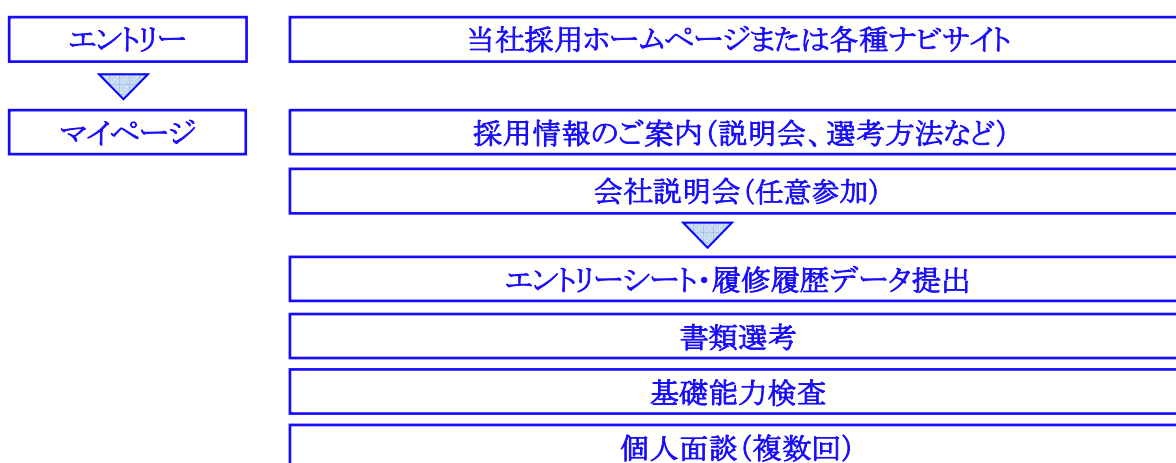 エントリー
当社採用ホームページまたは各種ナビサイト
マイページ
採用情報のご案内（説明会、選考方法など）
会社説明会（任意参加）
エントリーシート・履修履歴データ提出
書類選考
基礎能力検査
個人面談（複数回）